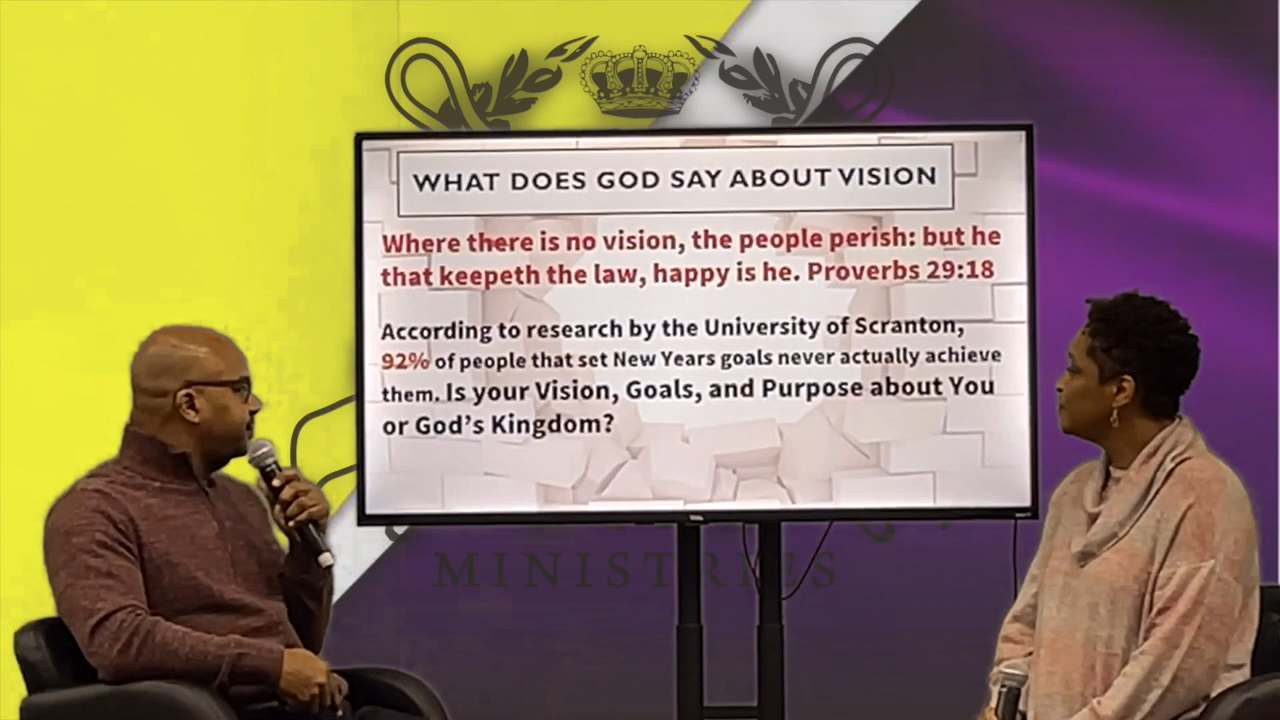 WHAT DOES GOD SAY ABOUT VISION
Where there is no vision, the people perish: but he
that keepeth the law, happy is he. Proverbs 29:18
According to research by the University of Scranton,
92% of people that set New Years goals never actually achieve
them. Is your Vision, Goals, and Purpose about You
or God's Kingdom?
MINISTRIES